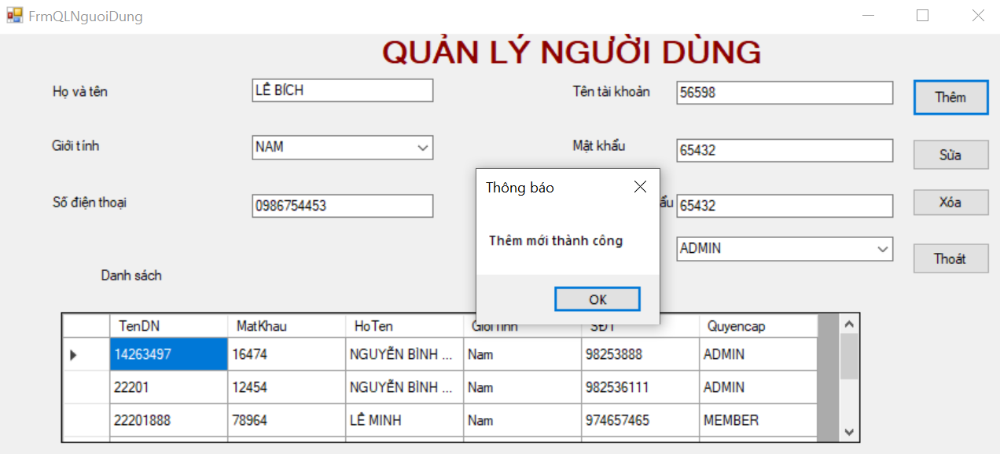 FrmQLNguoiDung
QUẢN LÝ NGƯỜI DÙNG
Họ và tên
LÊ BÍCH
Tên tài khoản
56598
Thêm
Giới tính
NAM
Mật khẩu
65432
Sửa
Số điện thoại
0986754453
ẩu
65432
Xóa
ADMIN
Thoát
Thông báo
Thêm mới thành công
OK
Danh sách
TenDN MatKhau HoTen GioiTinh SĐT Quyencap
14263497 16474 NGUYỄN BÌNH ... Nam 98253888 ADMIN
22201 12454 NGUYỄN BÌNH ... Nam 982536111 ADMIN
22201888 78964 LÊ MINH Nam 974657465 MEMBER